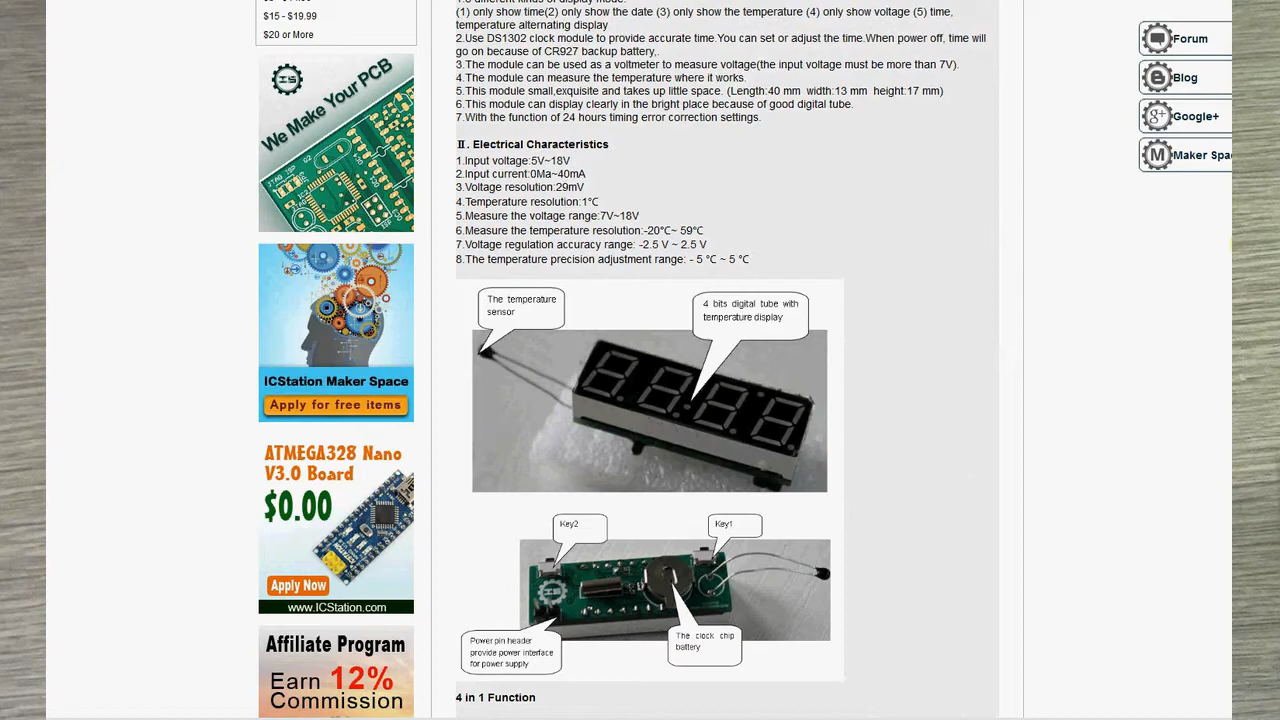 $15 - $19.99
$20 or More
We Make Your PCB
ICStation Maker Space
Apply for free items
ATMEGA328 Nano
V3.0 Board
$0.00
Apply Now
www.ICStation.com
Affiliate Program
Earn 12%
Commission
(1) only show time(2) only show the date (3) only show the temperature (4) only show voltage (5) time,
temperature alternating display
2.Use DS1302 clock module to provide accurate time.You can set or adjust the time.When power off, time will
go on because of CR927 backup battery,.
3.The module can be used as a voltmeter to measure voltage(the input voltage must be more than 7V).
4.The module can measure the temperature where it works.
5.This module small,exquisite and takes up little space. (Length:40 mm width:13 mm height:17 mm)
6.This module can display clearly in the bright place because of good digital tube.
7.With the function of 24 hours timing error correction settings.
Ⅱ. Electrical Characteristics
1.Input voltage:5V~18V
2.Input current:0Ma~40mA
3.Voltage resolution:29mV
4.Temperature resolution:1℃
5.Measure the voltage range:7V~18V
6.Measure the temperature resolution:-20℃~ 59℃
7.Voltage regulation accuracy range: -2.5 V ~ 2.5 V
8.The temperature precision adjustment range: - 5 ℃ ~ 5 ℃
The temperature
sensor
4 bits digital tube with
temperature display
Key2
Key1
Power pin header
provide power interface
for power supply
The clock chip
battery
4 in 1 Function
Forum
Blog
Google+
Maker Spa